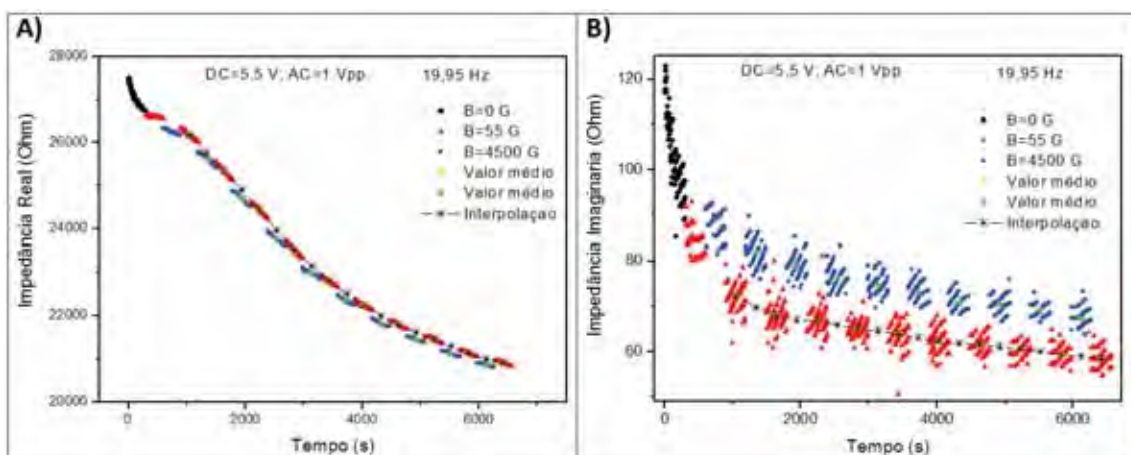 A)
28000
26000
24000
22000
20000
Impedância Real (Ohm)
DC=5,5 V; AC=1 Vpp
19,95 Hz
B=0 G
B=55 G
B=4500 G
Valor médio
Valor médio
Interpolaçao
0
2000
4000
6000
Tempo (s)
B)
120
100
80
60
Impedância Imaginaria (Ohm)
DC=5,5 V; AC=1 Vpp
19,95 Hz
B=0 G
B=55 G
B=4500 G
Valor médio
Valor médio
Interpolação
0
2000
4000
6000
Tempo (s)